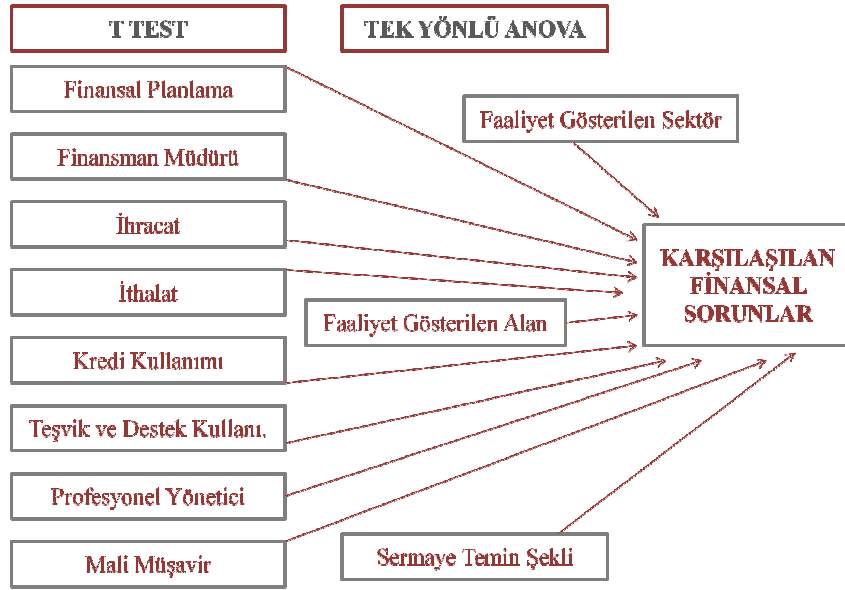 T TEST
TEK YÖNLÜ ANOVA
Finansal Planlama
Faaliyet Gösterilen Sektör
Finansman Müdürü
İhracat
KARŞILAŞTILAN
FİNANSAL
SORUNLAR
İthalat
Faaliyet Gösterilen Alan
Kredi Kullanımı
Teşvik ve Destek Kullanı.
Profesyonel Yönetici
Mali Müşavir
Sermaye Temin Şekli